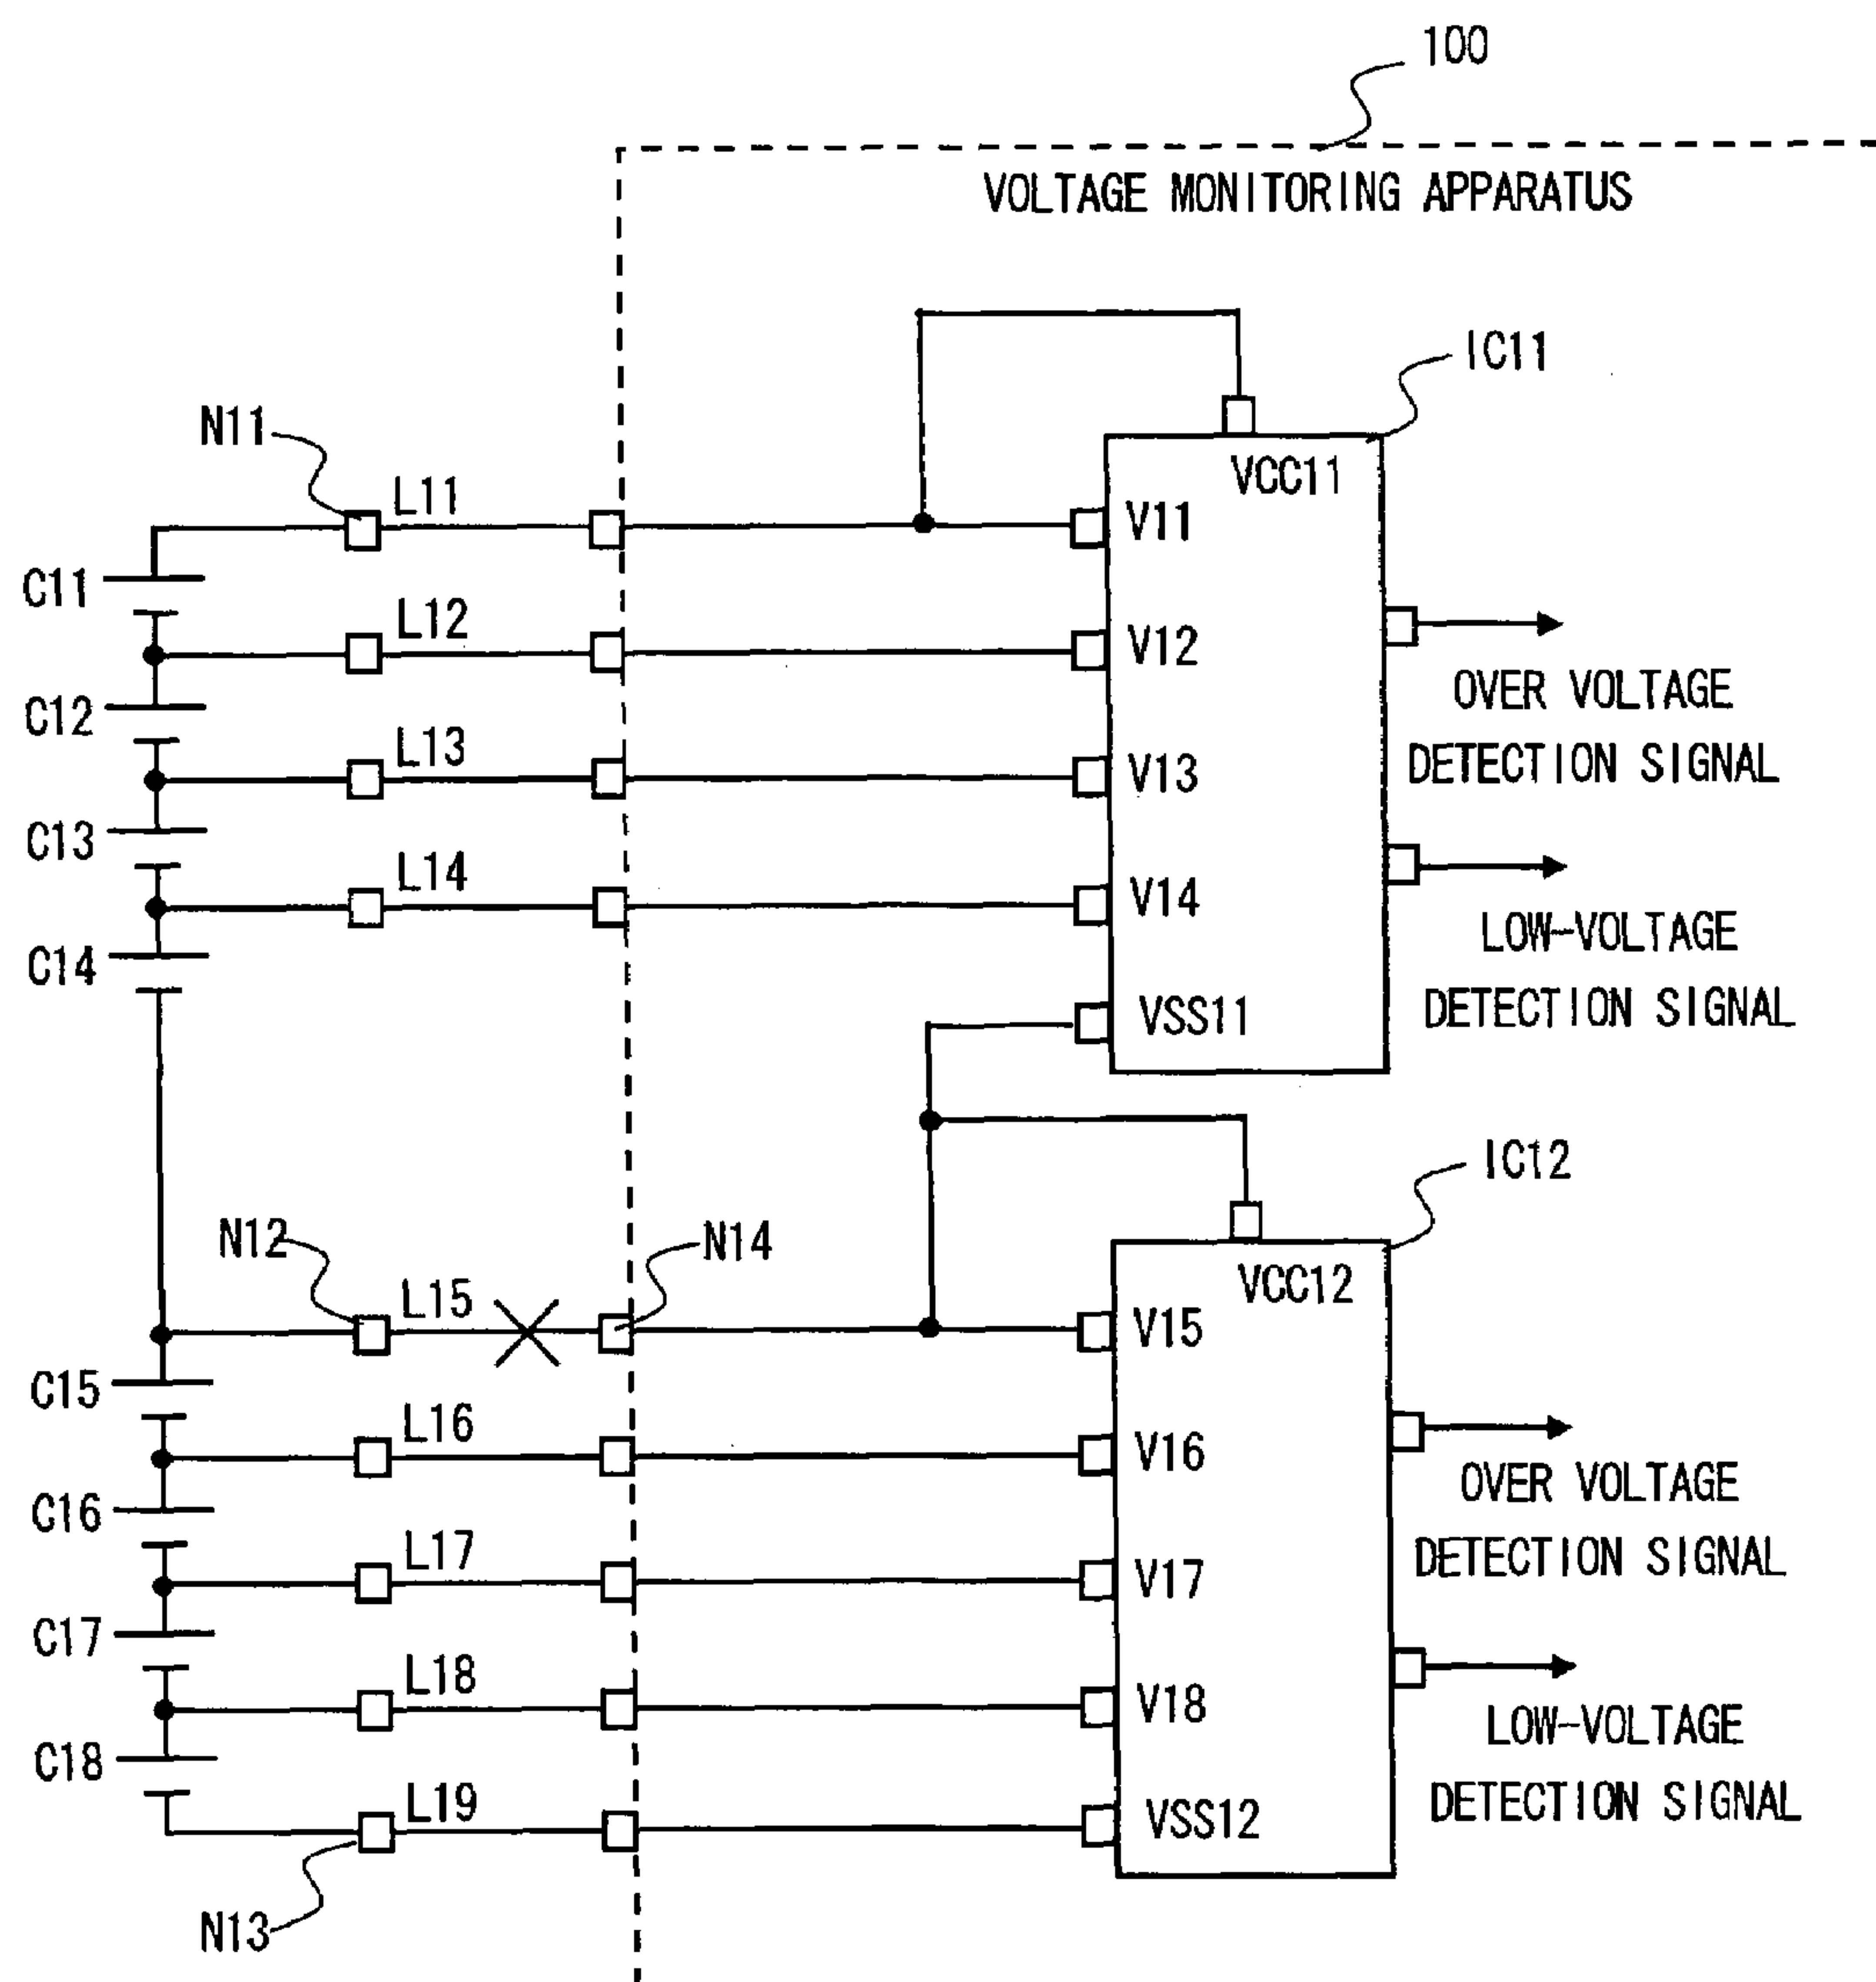 100
VOLTAGE MONITORING APPARATUS
IC11
N11
L11
VCC11
V11
C11
L12
V12
OVER VOLTAGE
DETECTION SIGNAL
C12
L13
V13
C13
L14
V14
LOW-VOLTAGE
DETECTION SIGNAL
C14
VSS11
IC12
N12
L15
N14
VCC12
V15
C15
L16
V16
OVER VOLTAGE
DETECTION SIGNAL
C16
L17
V17
C17
L18
V18
LOW-VOLTAGE
DETECTION SIGNAL
C18
L19
VSS12
N13